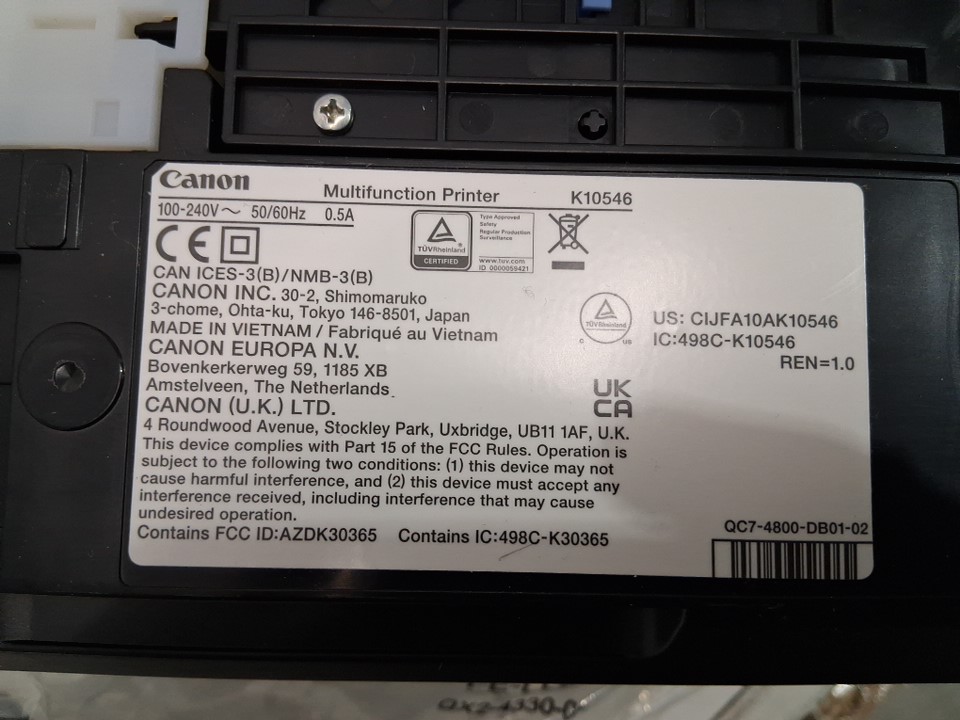 Canon
Multifunction Printer K10546
100-240V～ 50/60Hz 0.5A
TÜVRheinland
CERTIFIED
Type Approved
Safety
Regular Production
Surveillance
www.tuv.com
ID 0000059421
CE
CAN ICES-3(B)/NMB-3(B)
CANON INC. 30-2, Shimomaruko
3-chome, Ohta-ku, Tokyo 146-8501, Japan
MADE IN VIETNAM / Fabriqué au Vietnam
CANON EUROPA N.V.
Bovenkerkerweg 59, 1185 XB
Amstelveen, The Netherlands
CANON (U.K.) LTD.
4 Roundwood Avenue, Stockley Park, Uxbridge, UB11 1AF, U.K.
This device complies with Part 15 of the FCC Rules. Operation is
subject to the following two conditions: (1) this device may not
cause harmful interference, and (2) this device must accept any
interference received, including interference that may cause
undesired operation.
Contains FCC ID:AZDK30365 Contains IC:498C-K30365
TÜVRheinland
C US
US: CIJFA10AK10546
IC:498C-K10546
REN=1.0
UK
CA
QC7-4800-DB01-02